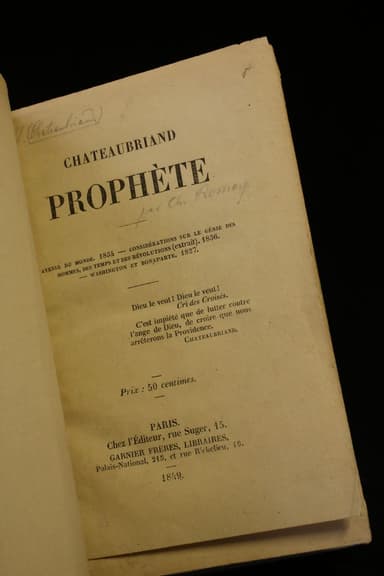 (Chateaubriand)
CHATEAUBRIAND
PROPHÈTE
par Ch. Romey
AVENIR DU MONDE. 1834 — CONSIDÉRATIONS SUR LE GÉNIE DES
HOMMES, DES TEMPS ET DES RÉVOLUTIONS (extrait). 1836.
— WASHINGTON ET BONAPARTE. 1827.
Dieu le veut! Dieu le veut!
Cri des Croisés.
C'est impiété que de lutter contre
l'ange de Dieu, de croire que nous
arrêterons la Providence.
CHATEAUBRIAND.
Prix : 50 centimes.
PARIS.
Chez l'Éditeur, rue Suger, 15.
GARNIER FRÈRES, LIBRAIRES,
Palais-National, 215, et rue Richelieu, 10.
1849.